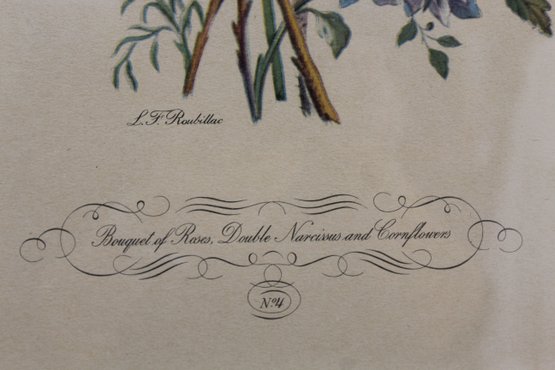 L.F. Roubillac
Bouquet of Roses, Double Narcissus and Cornflowers
No. 4